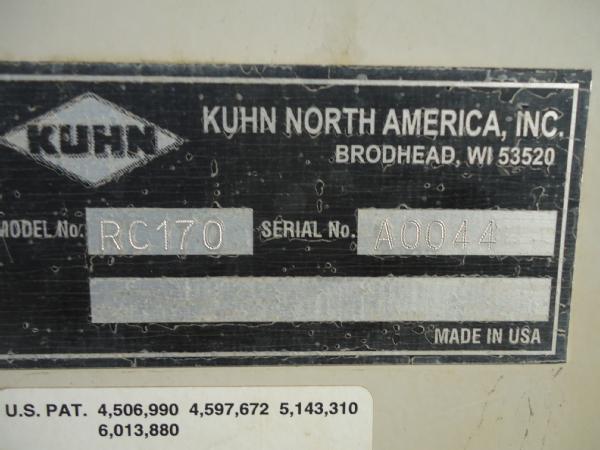 KUHN
KUHN NORTH AMERICA, INC.
BRODHEAD, WI 53520
MODEL No. RC170 SERIAL No. A0044
MADE IN USA
U.S. PAT. 4,506,990 4,597,672 5,143,310
6,013,880